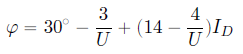 φ = 30° − 3/U + (14 − 4/U)I_D